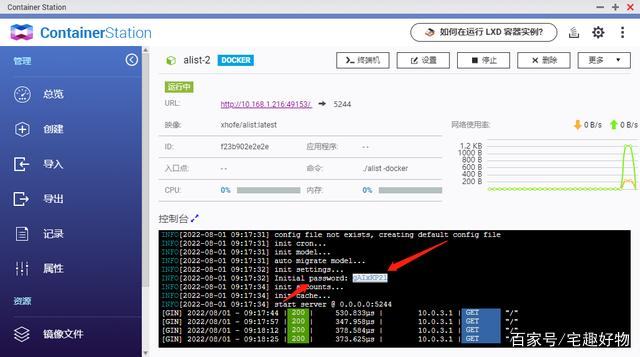 Container Station
ContainerStation
如何在运行 LXD 容器实例?
管理
总览
创建
导入
导出
记录
属性
资源
镜像文件
alist-2 DOCKER
终端机 设置 停止 删除 更多
运行中
URL: http://10.168.1.216:49153/ 5244
映像: xhofe/alist:latest
ID: f23b902e2e2e 应用程序: --
入口点: -- 命令: ./alist -docker
CPU: 0% 内存: 0%
网络使用率: 0 B/s 0 B/s
1.2 KB
1000 B
800 B
600 B
400 B
200 B
控制台
INFO[2022-08-01 09:17:31] config file not exists, creating default config file
INFO[2022-08-01 09:17:31] init cron...
INFO[2022-08-01 09:17:31] init model...
INFO[2022-08-01 09:17:31] auto migrate model...
INFO[2022-08-01 09:17:32] init settings...
INFO[2022-08-01 09:17:32] Initial password:
INFO[2022-08-01 09:17:34] init accounts...
INFO[2022-08-01 09:17:34] init cache...
INFO[2022-08-01 09:17:34] start server @ 0.0.0.0:5244
[GIN] 2022/08/01 - 09:17:44 | 200 | 530.833µs | 10.0.3.1 | GET "/"
[GIN] 2022/08/01 - 09:17:51 | 200 | 347.958µs | 10.0.3.1 | GET "/"
[GIN] 2022/08/01 - 09:18:12 | 200 | 378.584µs | 10.0.3.1 | GET "/"
[GIN] 2022/08/01 - 09:18:25 | 200 | 373.625µs | 10.0.3.1 | GET "/"
百家号/宅趣好物